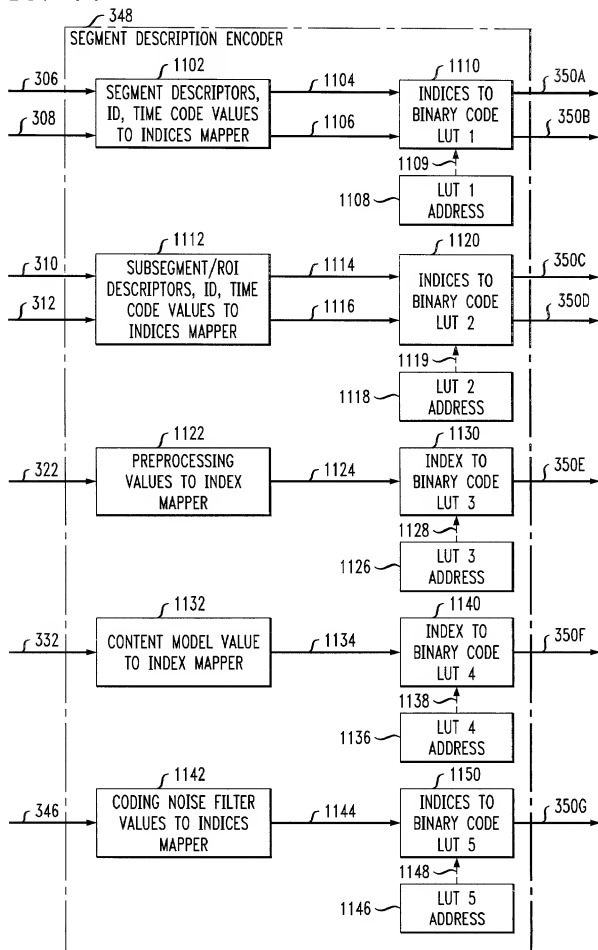 348
SEGMENT DESCRIPTION ENCODER
306
308
1102
SEGMENT DESCRIPTORS,
ID, TIME CODE VALUES
TO INDICES MAPPER
1104
1106
1110
INDICES TO
BINARY CODE
LUT 1
350A
350B
1109
1108
LUT 1
ADDRESS
310
312
1112
SUBSEGMENT/ROI
DESCRIPTORS, ID, TIME
CODE VALUES TO
INDICES MAPPER
1114
1116
1120
INDICES TO
BINARY CODE
LUT 2
350C
350D
1119
1118
LUT 2
ADDRESS
322
1122
PREPROCESSING
VALUES TO INDEX
MAPPER
1124
1130
INDEX TO
BINARY CODE
LUT 3
350E
1128
1126
LUT 3
ADDRESS
332
1132
CONTENT MODEL VALUE
TO INDEX MAPPER
1134
1140
INDEX TO
BINARY CODE
LUT 4
350F
1138
1136
LUT 4
ADDRESS
346
1142
CODING NOISE FILTER
VALUES TO INDICES
MAPPER
1144
1150
INDICES TO
BINARY CODE
LUT 5
350G
1148
1146
LUT 5
ADDRESS